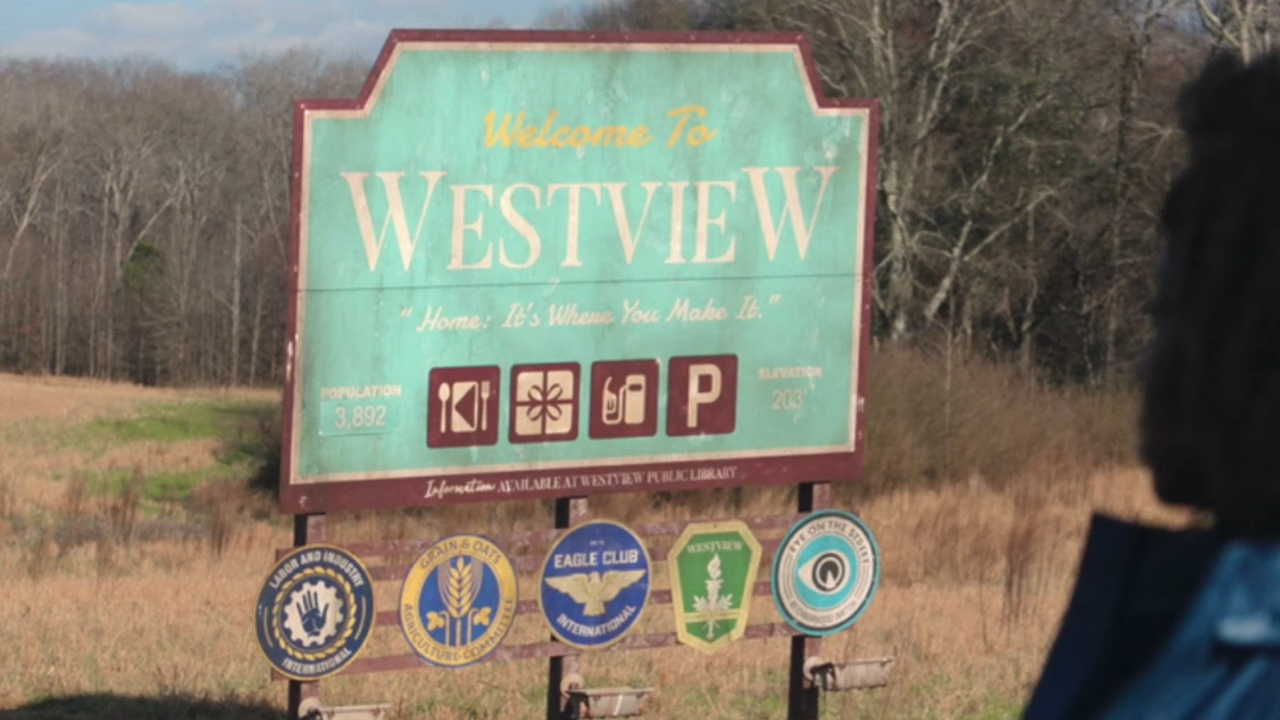 Welcome To
WESTVIEW
"Home: It's Where You Make It."
POPULATION
3,892
P
ELEVATION
203'
Information AVAILABLE AT WESTVIEW PUBLIC LIBRARY
LABOR AND INDUSTRY
INTERNATIONAL
GRAIN & OATS
AGRICULTURE COMMITTEE
EAGLE CLUB
INTERNATIONAL
WESTVIEW
EYE ON THE STREET